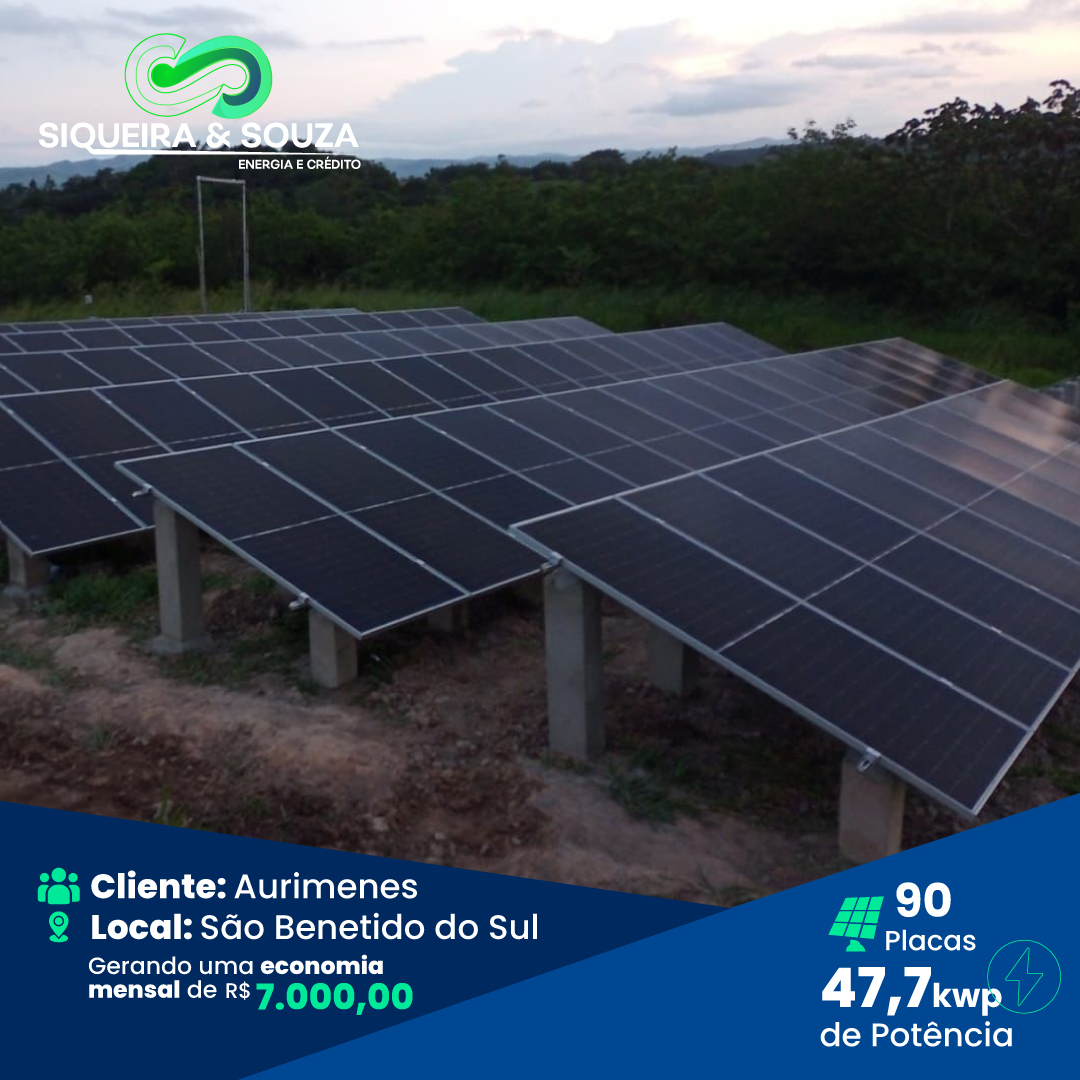 SIQUEIRA & SOUZA
ENERGIA E CRÉDITO
Cliente: Aurimenes
Local: São Benetido do Sul
Gerando uma economia
mensal de R$ 7.000,00
90
Placas
47,7kwp
de Potência